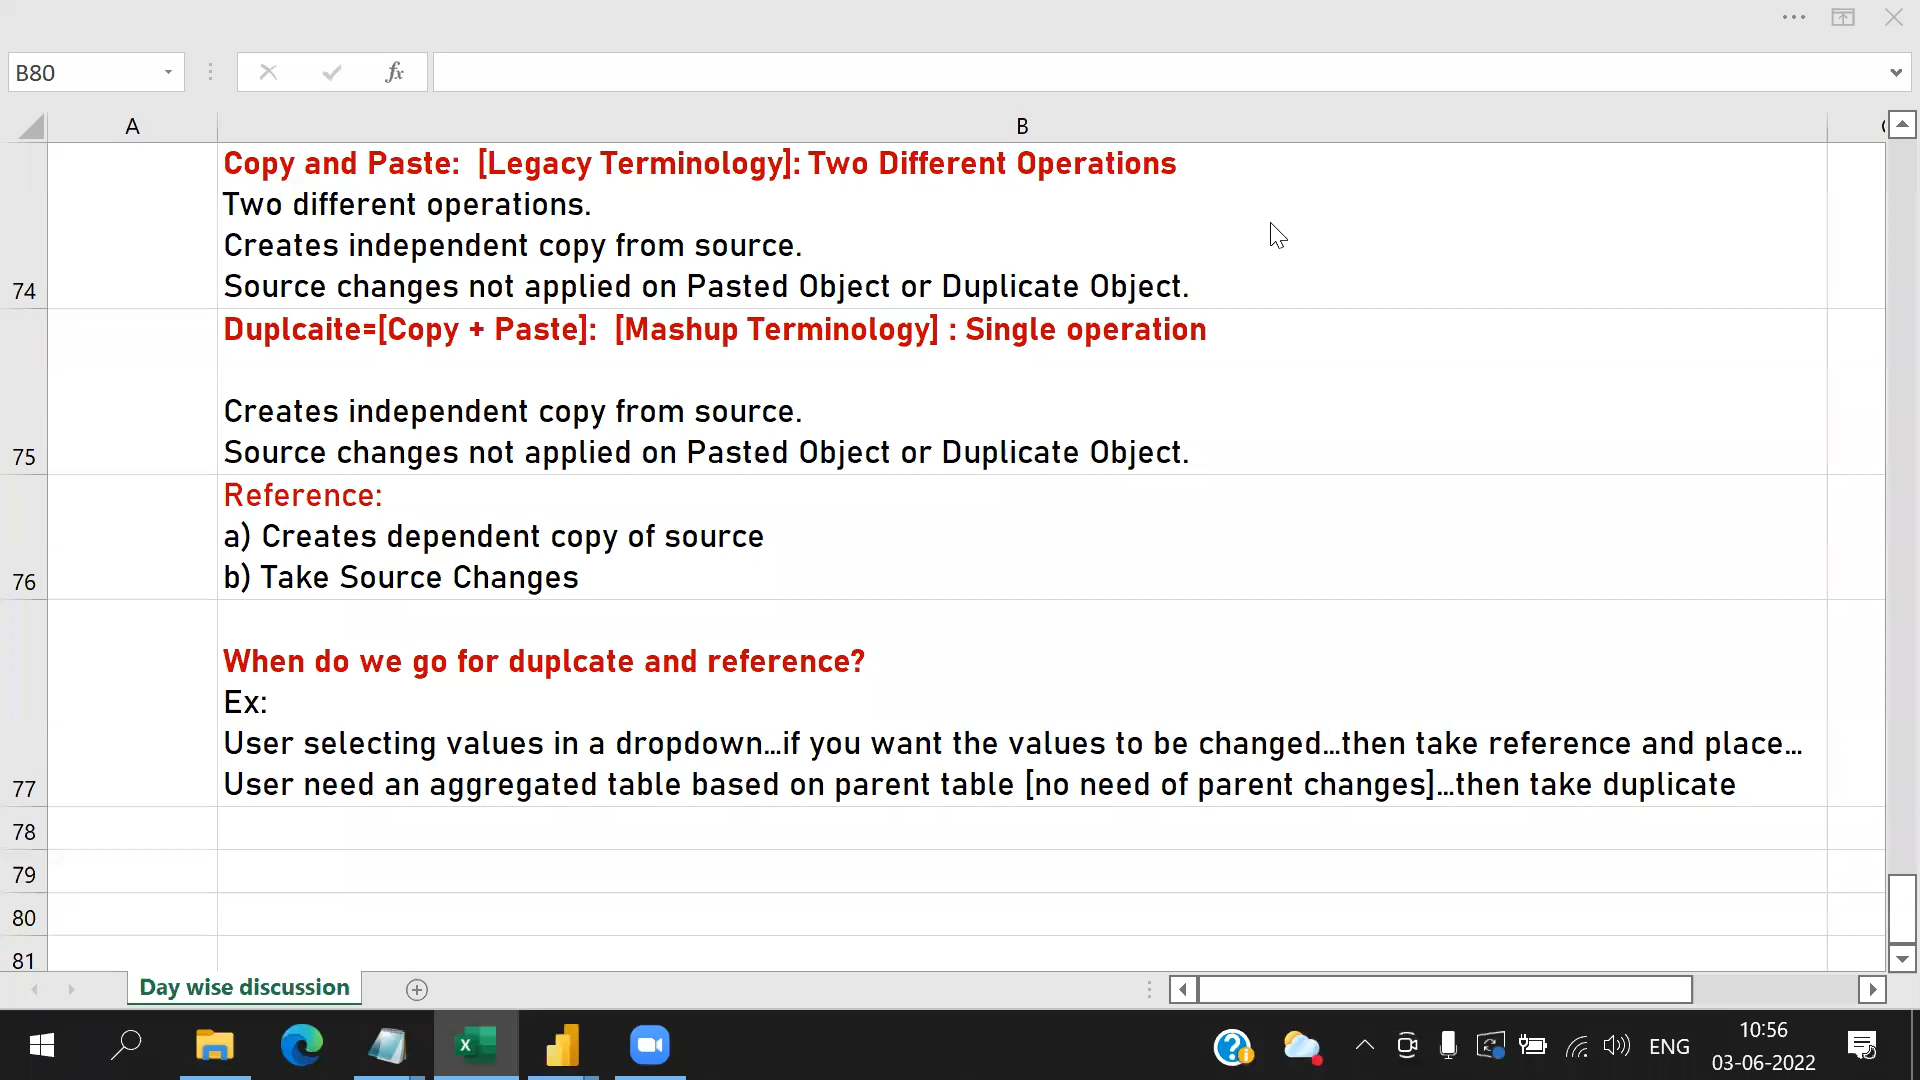 B80
fx
A
B
Copy and Paste:  [Legacy Terminology]: Two Different Operations
Two different operations.
Creates independent copy from source.
Source changes not applied on Pasted Object or Duplicate Object.
74
Duplcaite=[Copy + Paste]:  [Mashup Terminology] : Single operation
Creates independent copy from source.
Source changes not applied on Pasted Object or Duplicate Object.
75
Reference:
a) Creates dependent copy of source
b) Take Source Changes
76
When do we go for duplcate and reference?
Ex:
User selecting values in a dropdown...if you want the values to be changed...then take reference and place...
User need an aggregated table based on parent table [no need of parent changes]...then take duplicate
77
78
79
80
81
Day wise discussion
ENG
10:56
03-06-2022